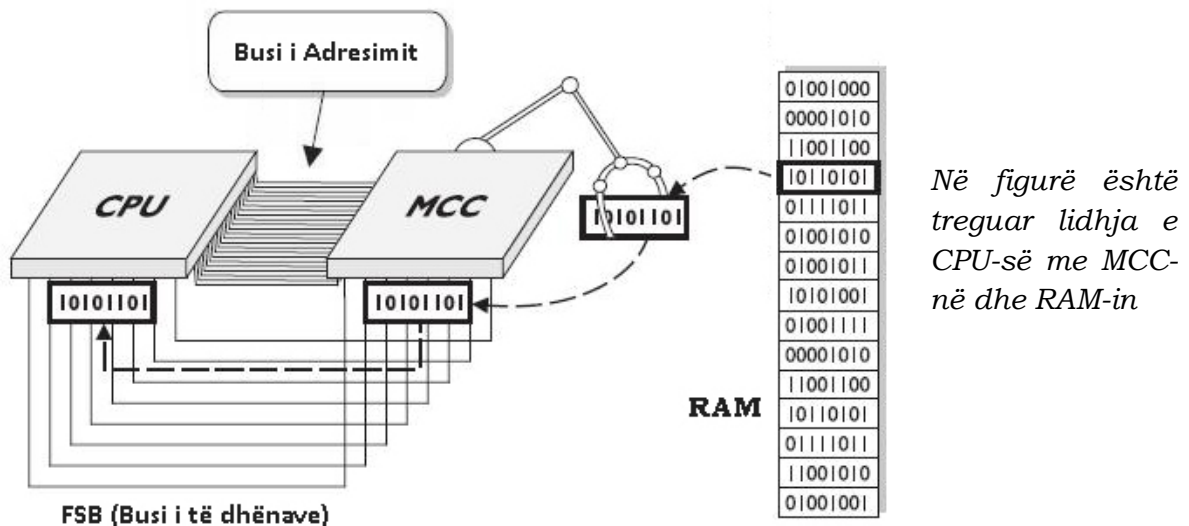 Busi i Adresimit
CPU
MCC
10101101
10101101
10101101
FSB (Busi i të dhënave)
RAM
01001000
00001010
11001100
10110101
01111011
01001010
01001011
10101001
01001111
00001010
11001100
10110101
01111011
11001010
01001001
Në figurë është
treguar lidhja e
CPU-së me MCC-
në dhe RAM-in